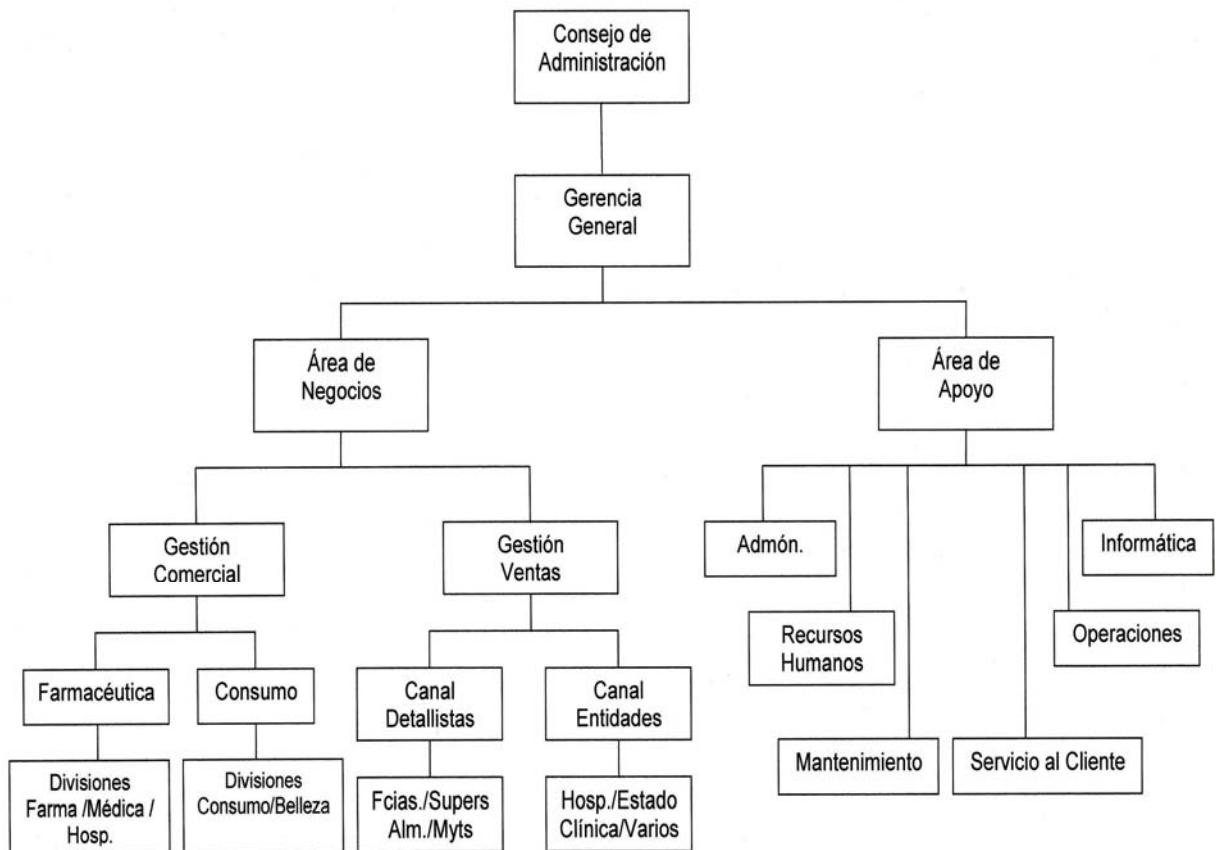 Consejo de
Administración
Gerencia
General
Área de
Negocios
Área de
Apoyo
Gestión
Comercial
Gestión
Ventas
Admón.
Informática
Recursos
Humanos
Operaciones
Farmacéutica
Consumo
Canal
Detallistas
Canal
Entidades
Mantenimiento
Servicio al Cliente
Divisiones
Farma /Médica /
Hosp.
Divisiones
Consumo/Belleza
Fcias./Supers
Alm./Myts
Hosp./Estado
Clínica/Varios